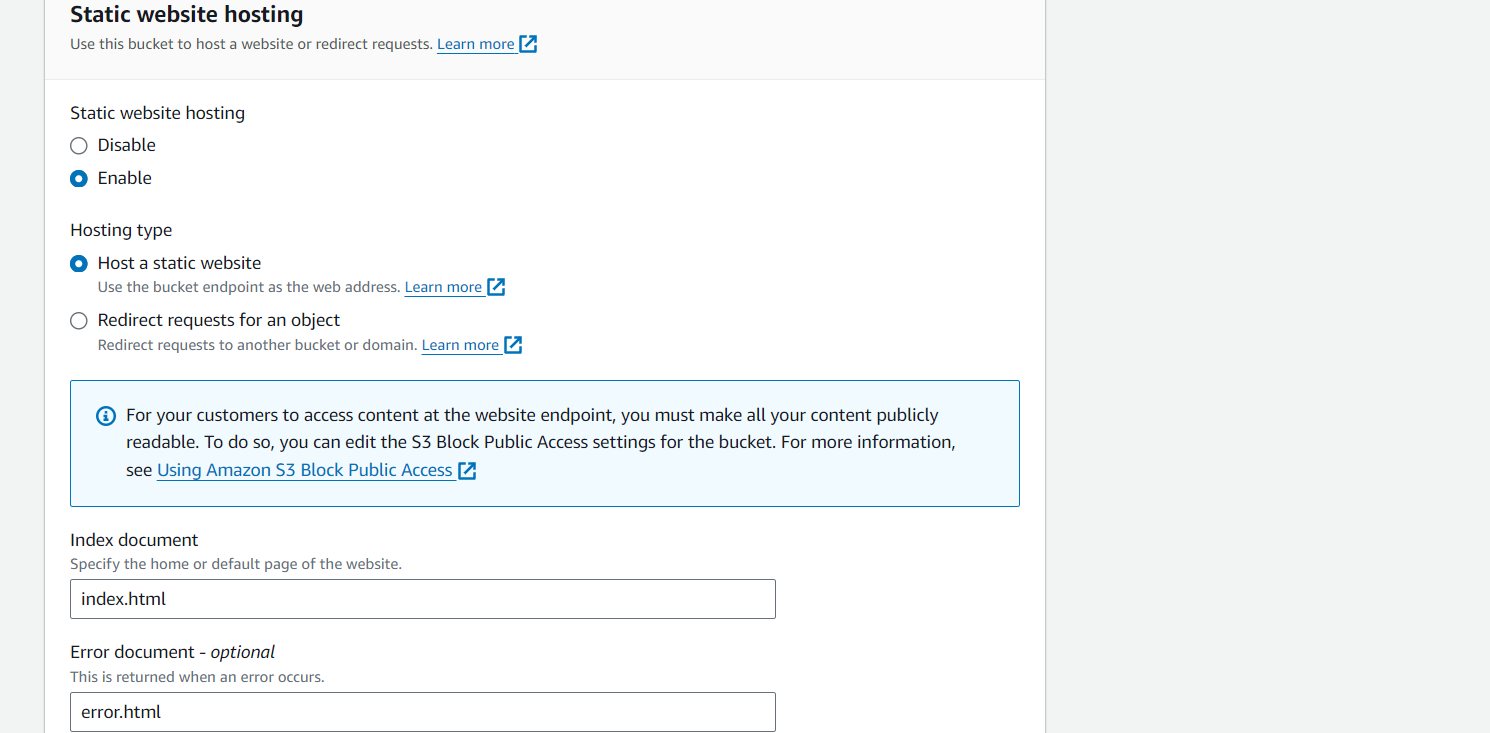 Static website hosting
Use this bucket to host a website or redirect requests. Learn more
Static website hosting
Disable
Enable
Hosting type
Host a static website
Use the bucket endpoint as the web address. Learn more
Redirect requests for an object
Redirect requests to another bucket or domain. Learn more
For your customers to access content at the website endpoint, you must make all your content publicly
readable. To do so, you can edit the S3 Block Public Access settings for the bucket. For more information,
see Using Amazon S3 Block Public Access
Index document
Specify the home or default page of the website.
index.html
Error document - optional
This is returned when an error occurs.
error.html